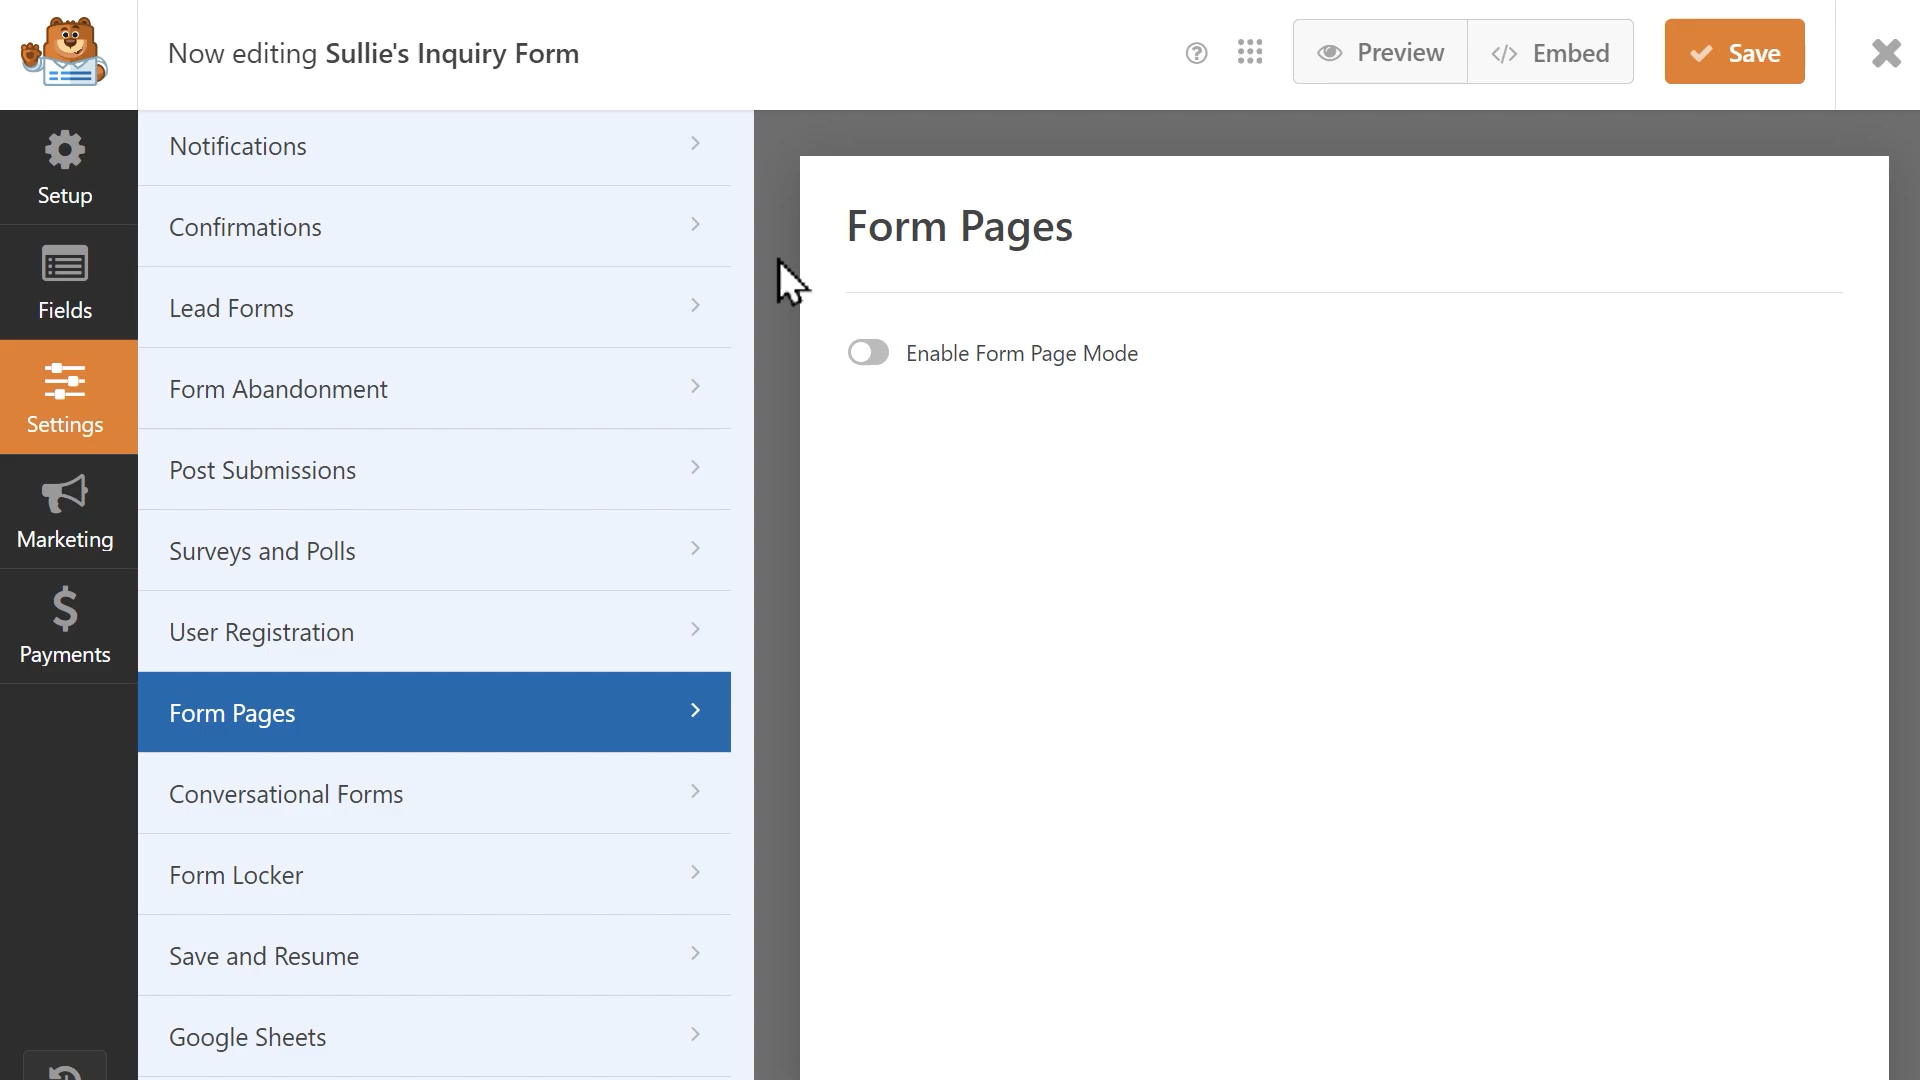 Now editing Sullie's Inquiry Form
Preview
Embed
Save
Setup
Fields
Settings
Marketing
Payments
Notifications
Confirmations
Lead Forms
Form Abandonment
Post Submissions
Surveys and Polls
User Registration
Form Pages
Conversational Forms
Form Locker
Save and Resume
Google Sheets
Form Pages
Enable Form Page Mode